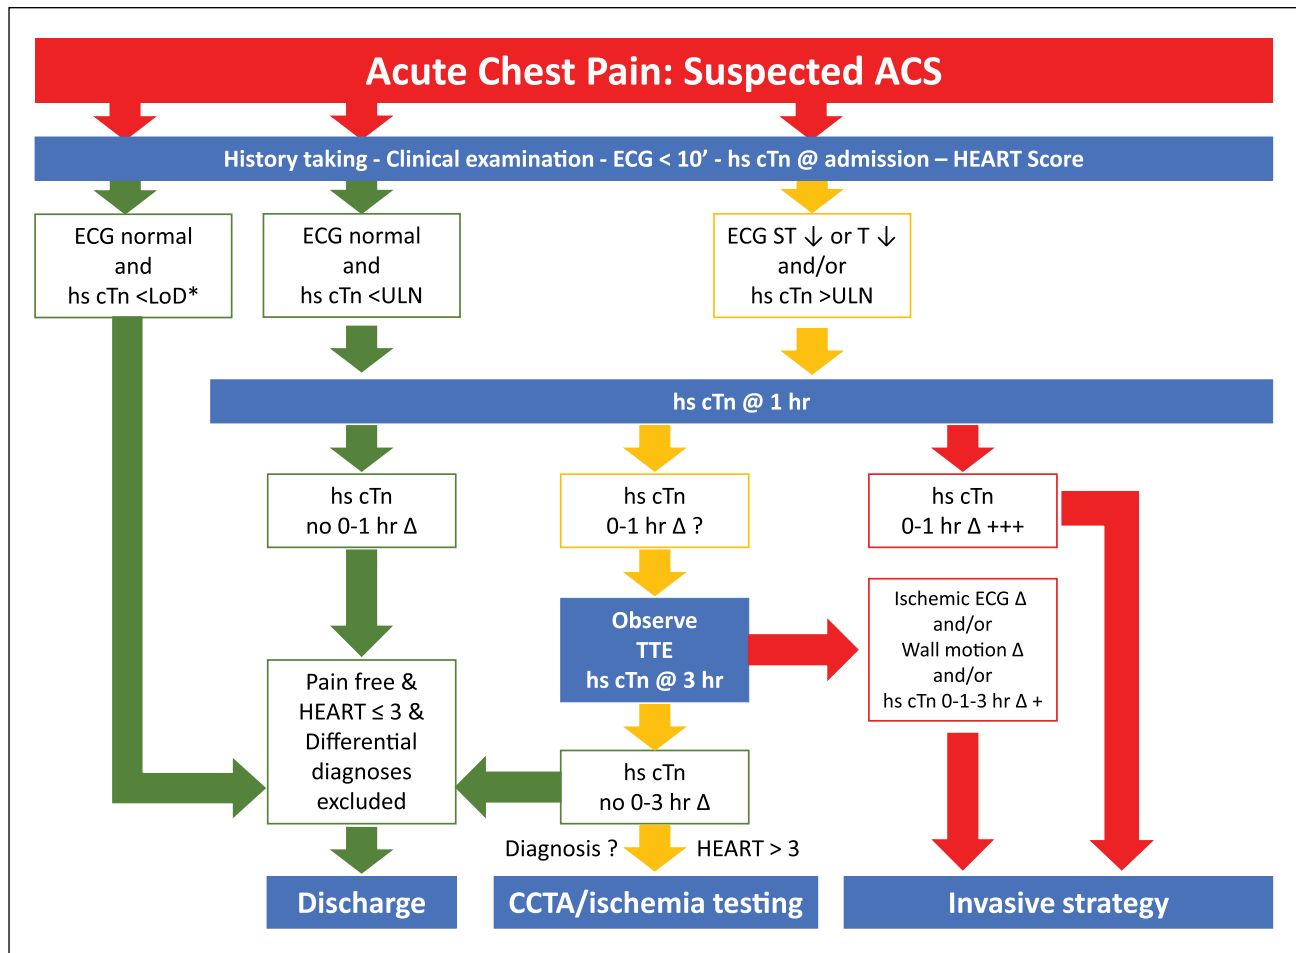 Acute Chest Pain: Suspected ACS
History taking - Clinical examination - ECG < 10’ - hs cTn @ admission – HEART Score
ECG normal
and
hs cTn <LoD*
ECG normal
and
hs cTn <ULN
ECG ST ↓ or T ↓
and/or
hs cTn >ULN
hs cTn @ 1 hr
hs cTn
no 0-1 hr Δ
hs cTn
0-1 hr Δ ?
hs cTn
0-1 hr Δ +++
Observe
TTE
hs cTn @ 3 hr
Ischemic ECG Δ
and/or
Wall motion Δ
and/or
hs cTn 0-1-3 hr Δ +
Pain free &
HEART ≤ 3 &
Differential
diagnoses
excluded
hs cTn
no 0-3 hr Δ
Diagnosis ?
HEART > 3
Discharge
CCTA/ischemia testing
Invasive strategy